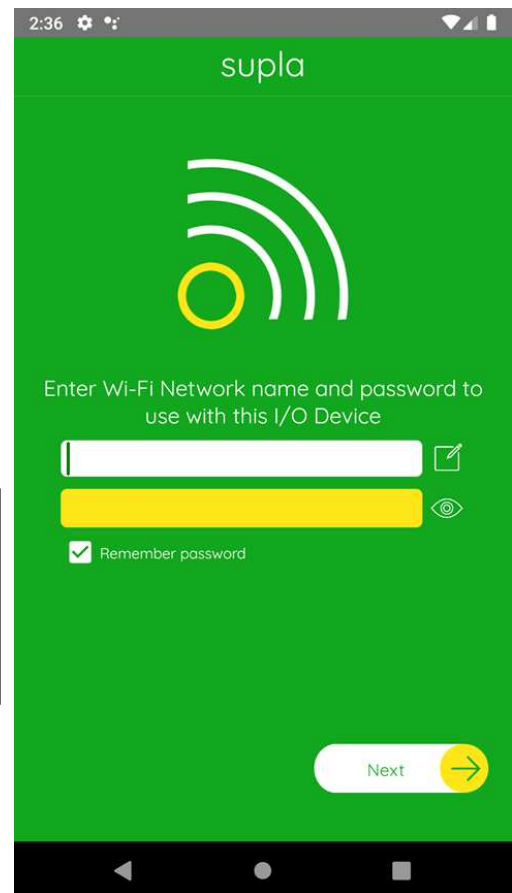 2:36
supla
Enter Wi-Fi Network name and password to
use with this I/O Device
Remember password
Next